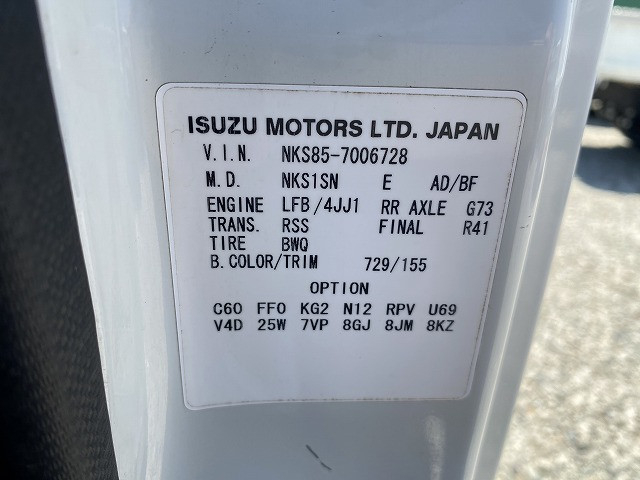 ISUZU MOTORS LTD. JAPAN
V.I.N. NKS85-7006728
M.D. NKS1SN E AD/BF
ENGINE LFB/4JJ1 RR AXLE G73
TRANS. RSS FINAL R41
TIRE BWQ
B.COLOR/TRIM 729/155
OPTION
C60 FF0 KG2 N12 RPV U69
V4D 25W 7VP 8GJ 8JM 8KZ